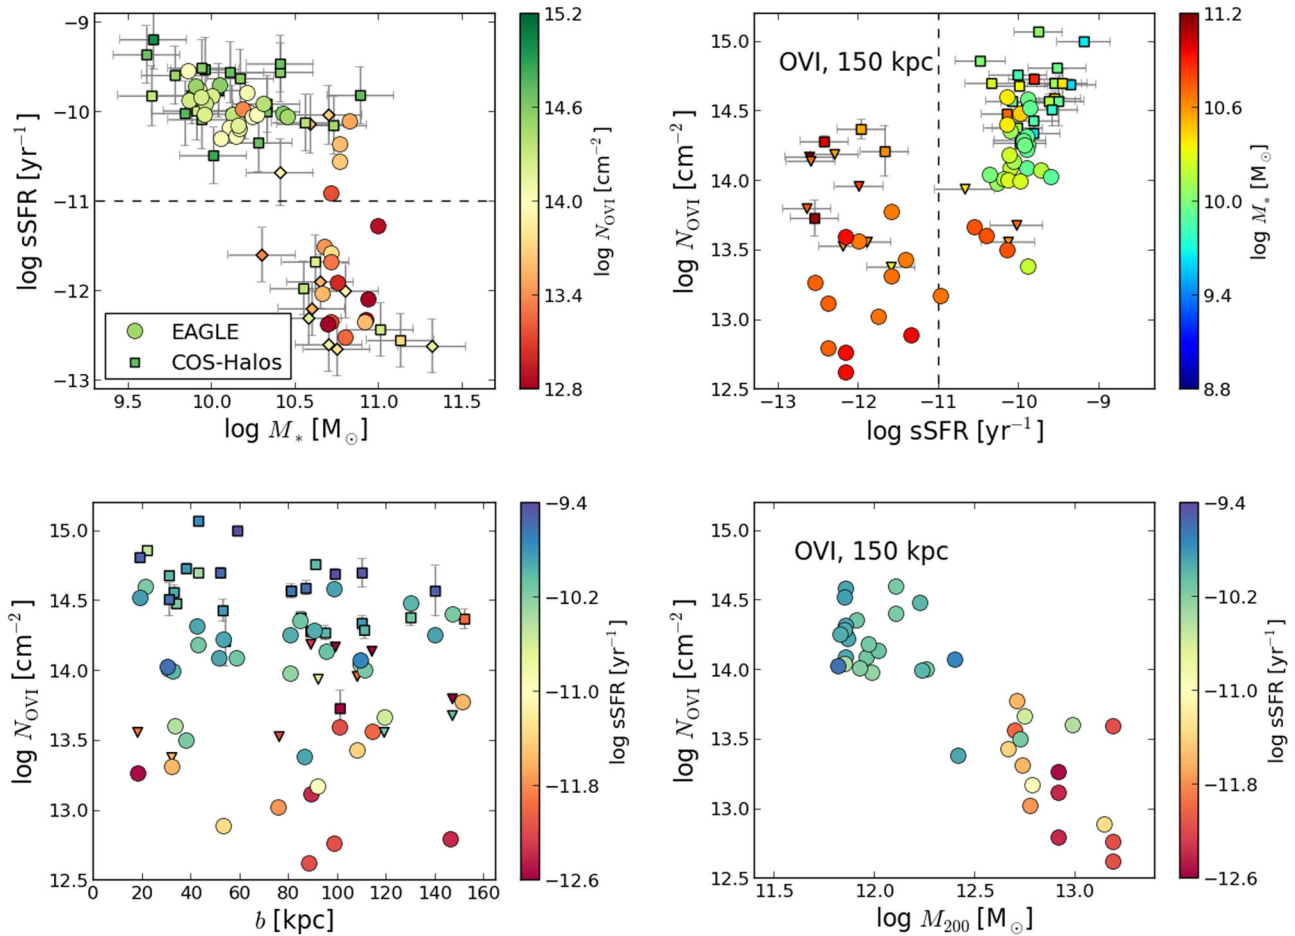 −9
−10
−11
−12
−13
9.5 10.0 10.5 11.0 11.5
log sSFR [yr⁻¹]
log M∗ [M⊙]
EAGLE
COS-Halos
15.2
14.6
14.0
13.4
12.8
log N_OVI [cm⁻²]
15.0
14.5
14.0
13.5
13.0
12.5
−13 −12 −11 −10 −9
log N_OVI [cm⁻²]
log sSFR [yr⁻¹]
OVI, 150 kpc
11.2
10.6
10.0
9.4
8.8
log M∗ [M⊙]
15.0
14.5
14.0
13.5
13.0
12.5
0 20 40 60 80 100 120 140 160
log N_OVI [cm⁻²]
b [kpc]
−9.4
−10.2
−11.0
−11.8
−12.6
log sSFR [yr⁻¹]
15.0
14.5
14.0
13.5
13.0
12.5
11.5 12.0 12.5 13.0
log N_OVI [cm⁻²]
log M₂₀₀ [M⊙]
OVI, 150 kpc
−9.4
−10.2
−11.0
−11.8
−12.6
log sSFR [yr⁻¹]